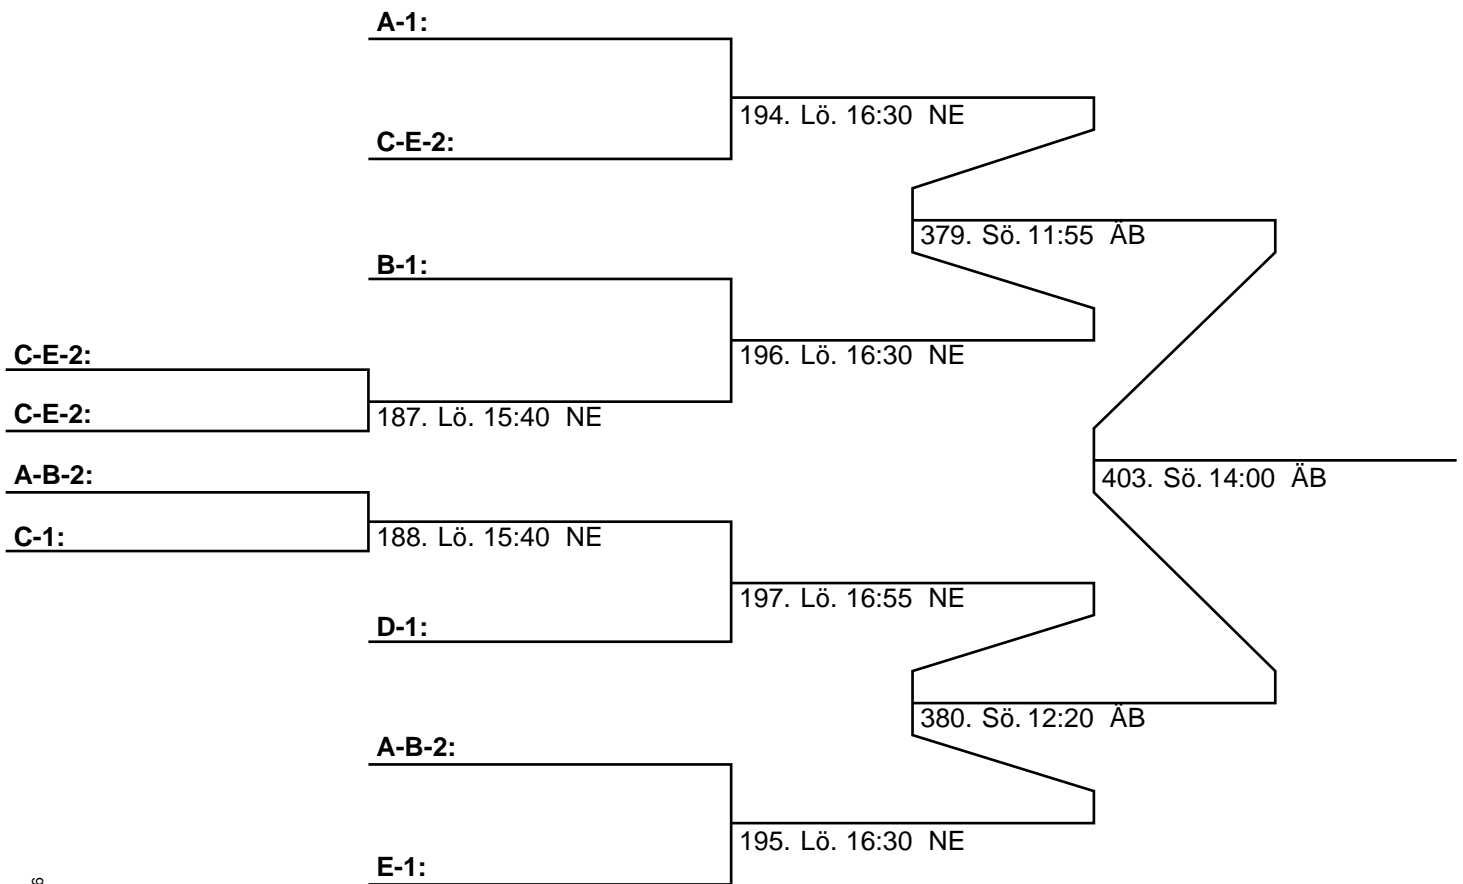 A-1:
194. Lö. 16:30 NE
C-E-2:
379. Sö. 11:55 ÄB
B-1:
196. Lö. 16:30 NE
C-E-2:
C-E-2:
187. Lö. 15:40 NE
A-B-2:
403. Sö. 14:00 ÄB
C-1:
188. Lö. 15:40 NE
197. Lö. 16:55 NE
D-1:
380. Sö. 12:20 ÄB
A-B-2:
195. Lö. 16:30 NE
E-1: